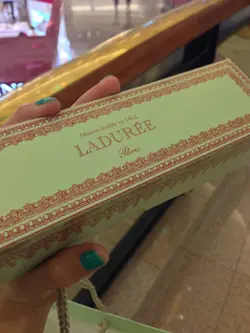 Maison fondée en 1862
LADURÉE
Paris